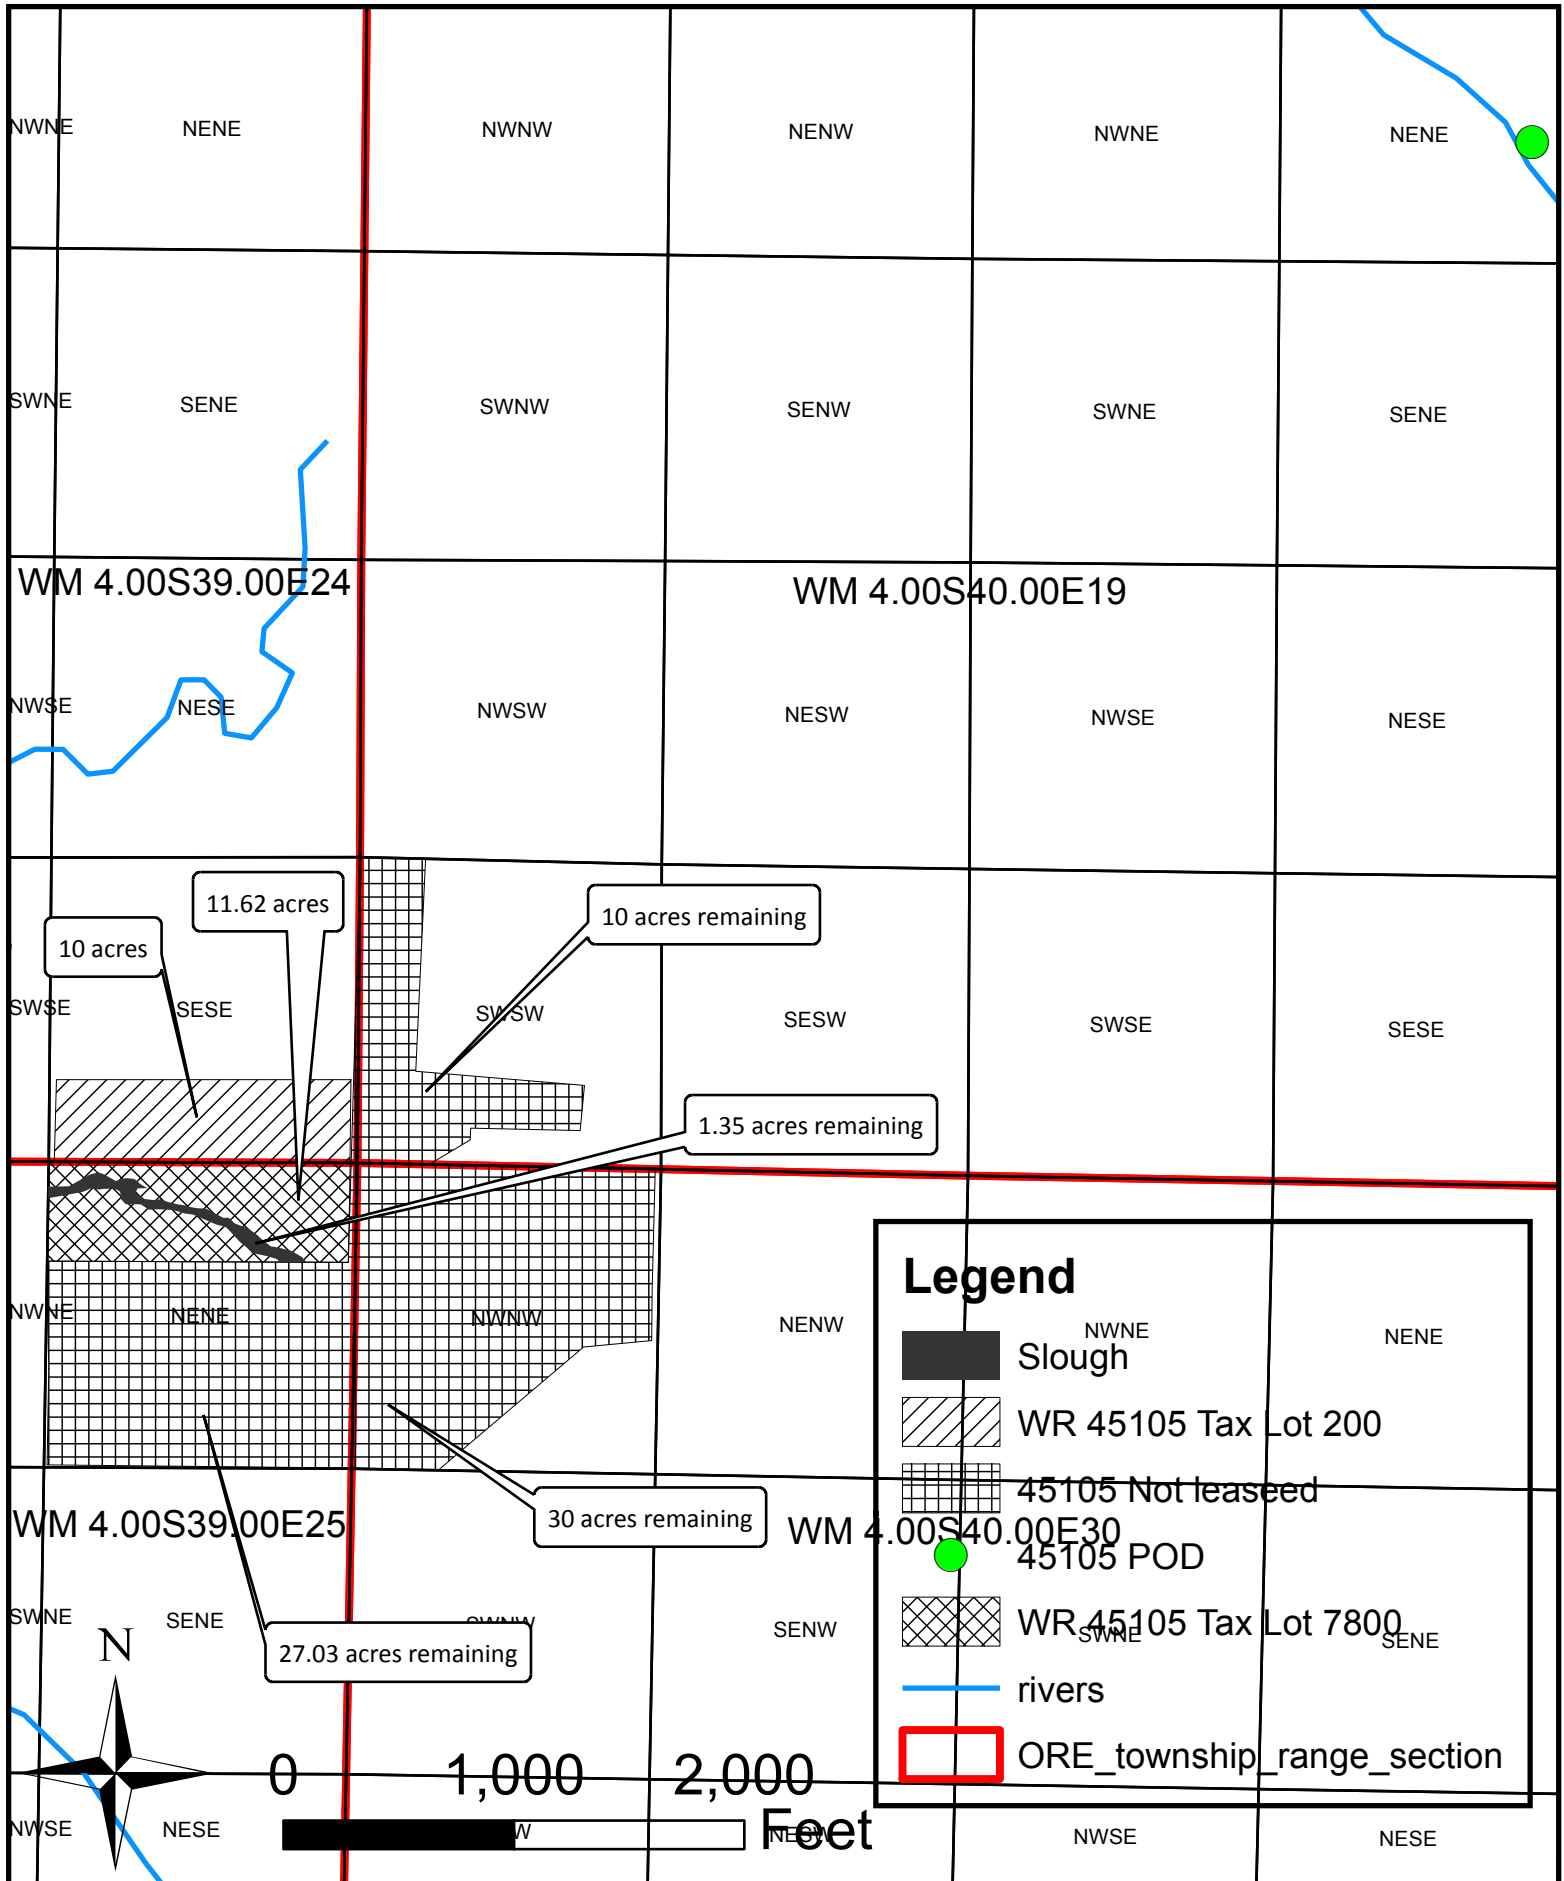 NWNE NENE NWNW NENW NWNE NENE
SWNE SENE SWNW SENW SWNE SENE
WM 4.00S39.00E24 WM 4.00S40.00E19
NWSE NESE NWSW NESW NWSE NESE
11.62 acres
10 acres remaining
10 acres
SWSE SESE SWSW SESW SWSE SESE
1.35 acres remaining
NWNE NENE NWNW NENW NWNE NENE
Legend
Slough
WR 45105 Tax Lot 200
45105 Not leaseed
45105 POD
WR 45105 Tax Lot 7800
rivers
ORE_township_range_section
30 acres remaining
WM 4.00S39.00E25 WM 4.00S40.00E30
SWNE SENE SWNW SENW SWNE SENE
27.03 acres remaining
N
0 1,000 2,000
Feet
NWSE NESE W NESW NWSE NESE